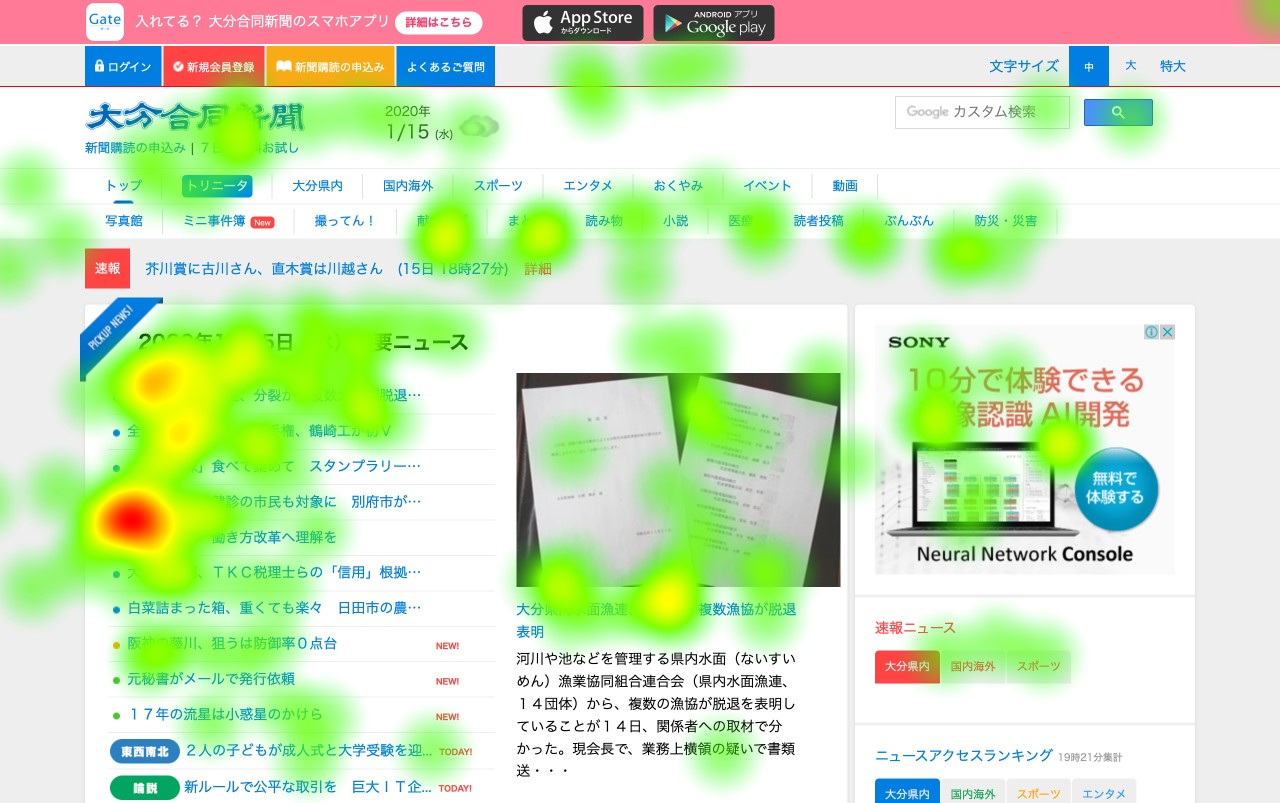 Gate
入れてる？ 大分合同新聞のスマホアプリ 詳細はこちら
App Store
からダウンロード
ANDROID アプリ
Google play
ログイン 新規会員登録 新聞購読の申込み よくあるご質問
文字サイズ 中 大 特大
大分合同新聞
2020年
1/15 (水)
Google カスタム検索
新聞購読の申込み | ７日
お試し
トップ トリニータ 大分県内 国内海外 スポーツ エンタメ おくやみ イベント 動画
写真館 ミニ事件簿 New 撮ってん！ 読み物 小説 医療 読者投稿 ぶんぶん 防災・災害
速報 芥川賞に古川さん、直木賞は川越さん (15日 18時27分) 詳細
PICKUP NEWS!
要ニュース
、分裂か
脱退…
手権、鶴崎工が初Ｖ
」食べて集めて スタンプラリー…
健診の市民も対象に 別府市が…
働き方改革へ理解を
、ＴＫＣ税理士らの「信用」根拠…
白菜詰まった箱、重くても楽々 日田市の農…
阪神の藤川、狙うは防御率０点台 NEW!
元秘書がメールで発行依頼 NEW!
１７年の流星は小惑星のかけら NEW!
東西南北 ２人の子どもが成人式と大学受験を迎... TODAY!
論説 新ルールで公平な取引を 巨大ＩＴ企... TODAY!
大分県内水面漁連
複数漁協が脱退
表明
河川や池などを管理する県内水面（ないすい
めん）漁業協同組合連合会（県内水面漁連、
１４団体）から、複数の漁協が脱退を表明し
ていることが１４日、関係者への取材で分
かった。現会長で、業務上横領の疑いで書類
送・・・
SONY
10分で体験できる
像認識 AI開発
無料で
体験する
Neural Network Console
速報ニュース
大分県内 国内海外 スポーツ
ニュースアクセスランキング 19時21分集計
大分県内 国内海外 スポーツ エンタメ